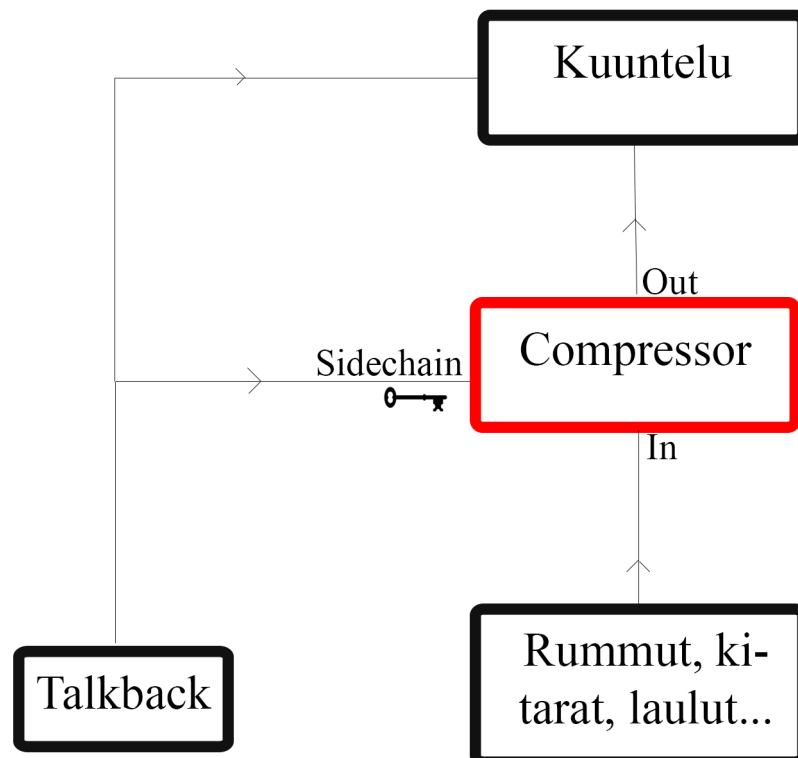 Kuuntelu
Out
Compressor
Sidechain
In
Rummut, ki-
tarat, laulut...
Talkback